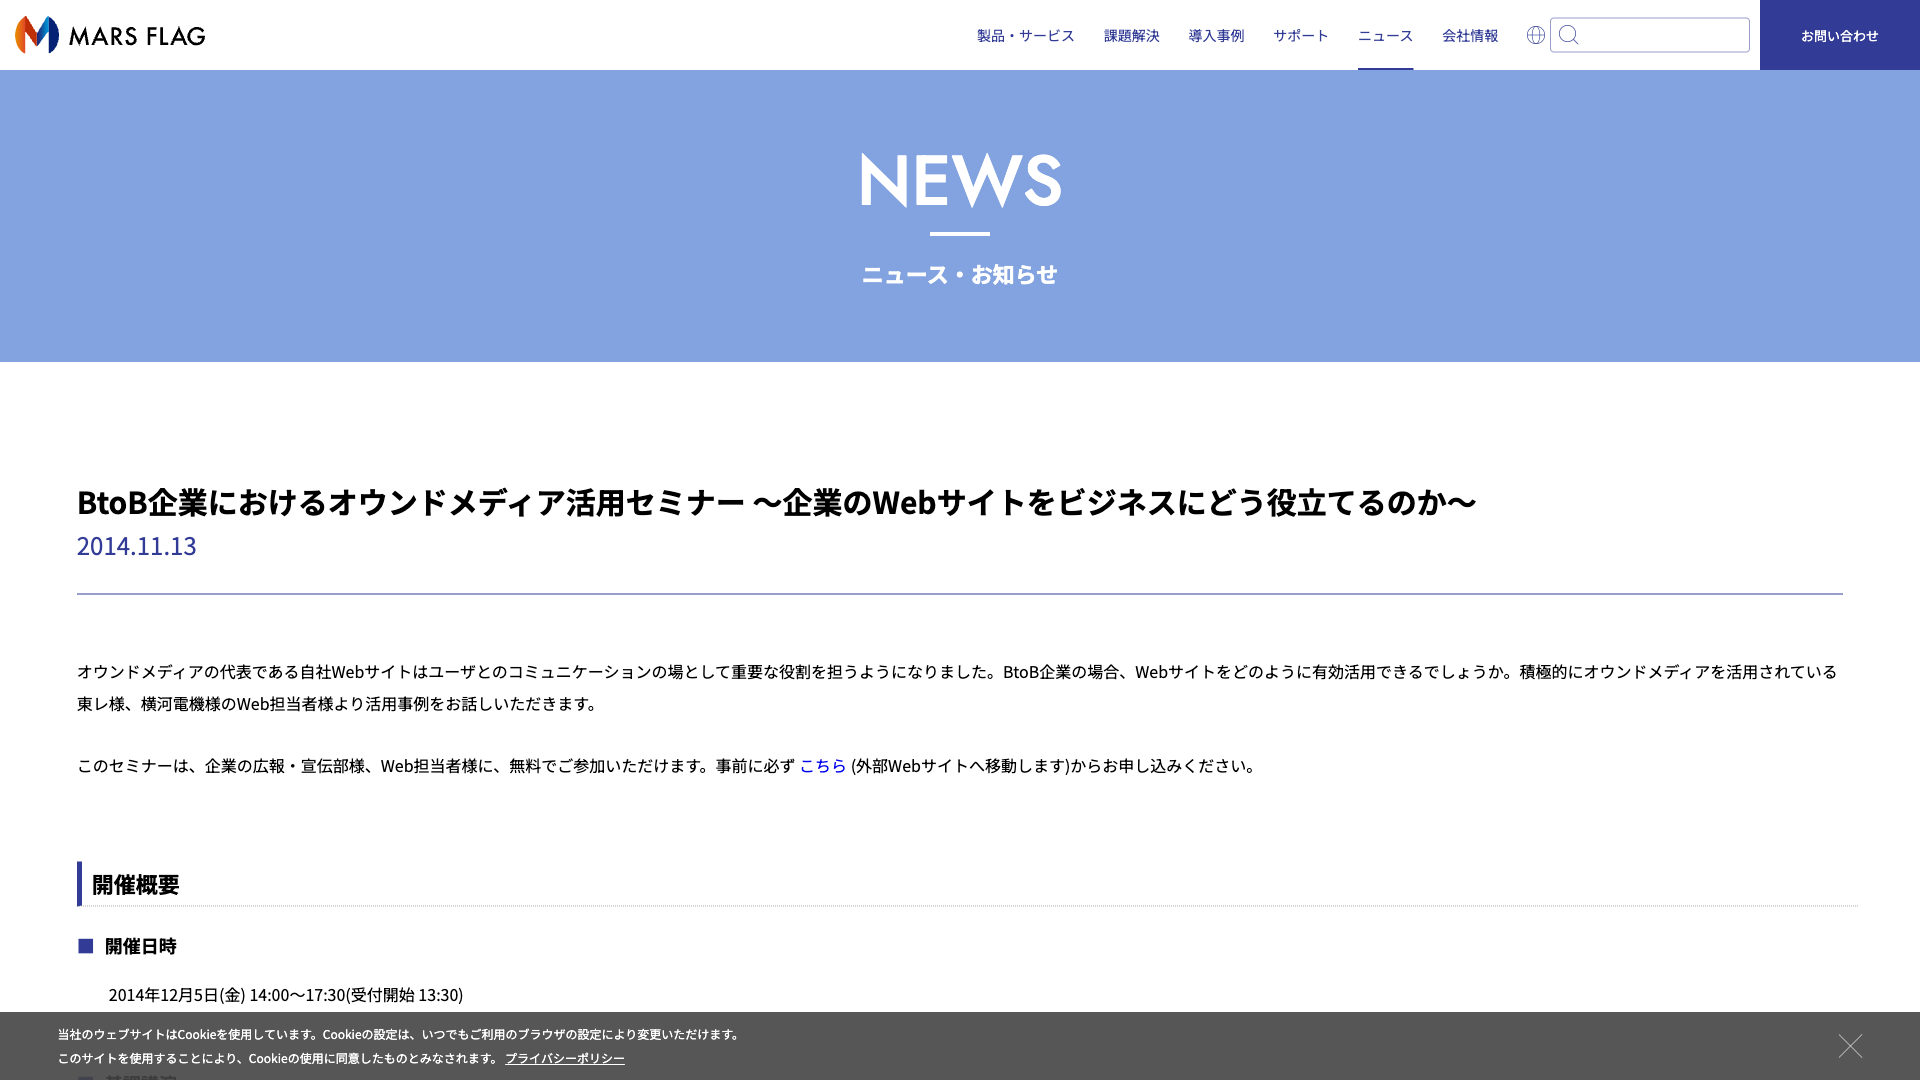 MARS FLAG
製品・サービス 課題解決 導入事例 サポート ニュース 会社情報 お問い合わせ
NEWS
ニュース・お知らせ
BtoB企業におけるオウンドメディア活用セミナー ～企業のWebサイトをビジネスにどう役立てるのか～
2014.11.13
オウンドメディアの代表である自社Webサイトはユーザとのコミュニケーションの場として重要な役割を担うようになりました。BtoB企業の場合、Webサイトをどのように有効活用できるでしょうか。積極的にオウンドメディアを活用されている
東レ様、横河電機様のWeb担当者様より活用事例をお話しいただきます。
このセミナーは、企業の広報・宣伝部様、Web担当者様に、無料でご参加いただけます。事前に必ず こちら (外部Webサイトへ移動します)からお申し込みください。
開催概要
■ 開催日時
2014年12月5日(金) 14:00～17:30(受付開始 13:30)
当社のウェブサイトはCookieを使用しています。Cookieの設定は、いつでもご利用のブラウザの設定により変更いただけます。
このサイトを使用することにより、Cookieの使用に同意したものとみなされます。 プライバシーポリシー